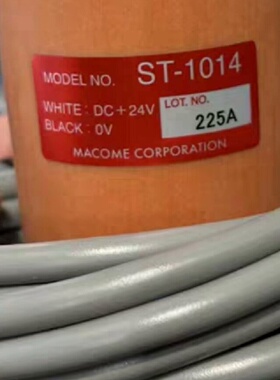 MODEL NO. ST-1014
WHITE: DC+24V LOT. NO.
BLACK: 0V 225A
MACOME CORPORATION